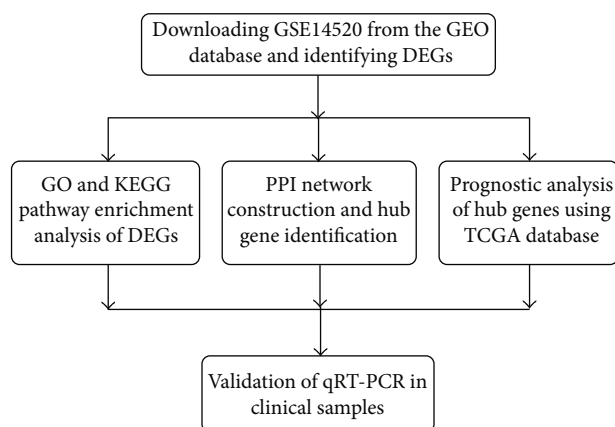 Downloading GSE14520 from the GEO
database and identifying DEGs
GO and KEGG
pathway enrichment
analysis of DEGs
PPI network
construction and hub
gene identification
Prognostic analysis
of hub genes using
TCGA database
Validation of qRT-PCR in
clinical samples